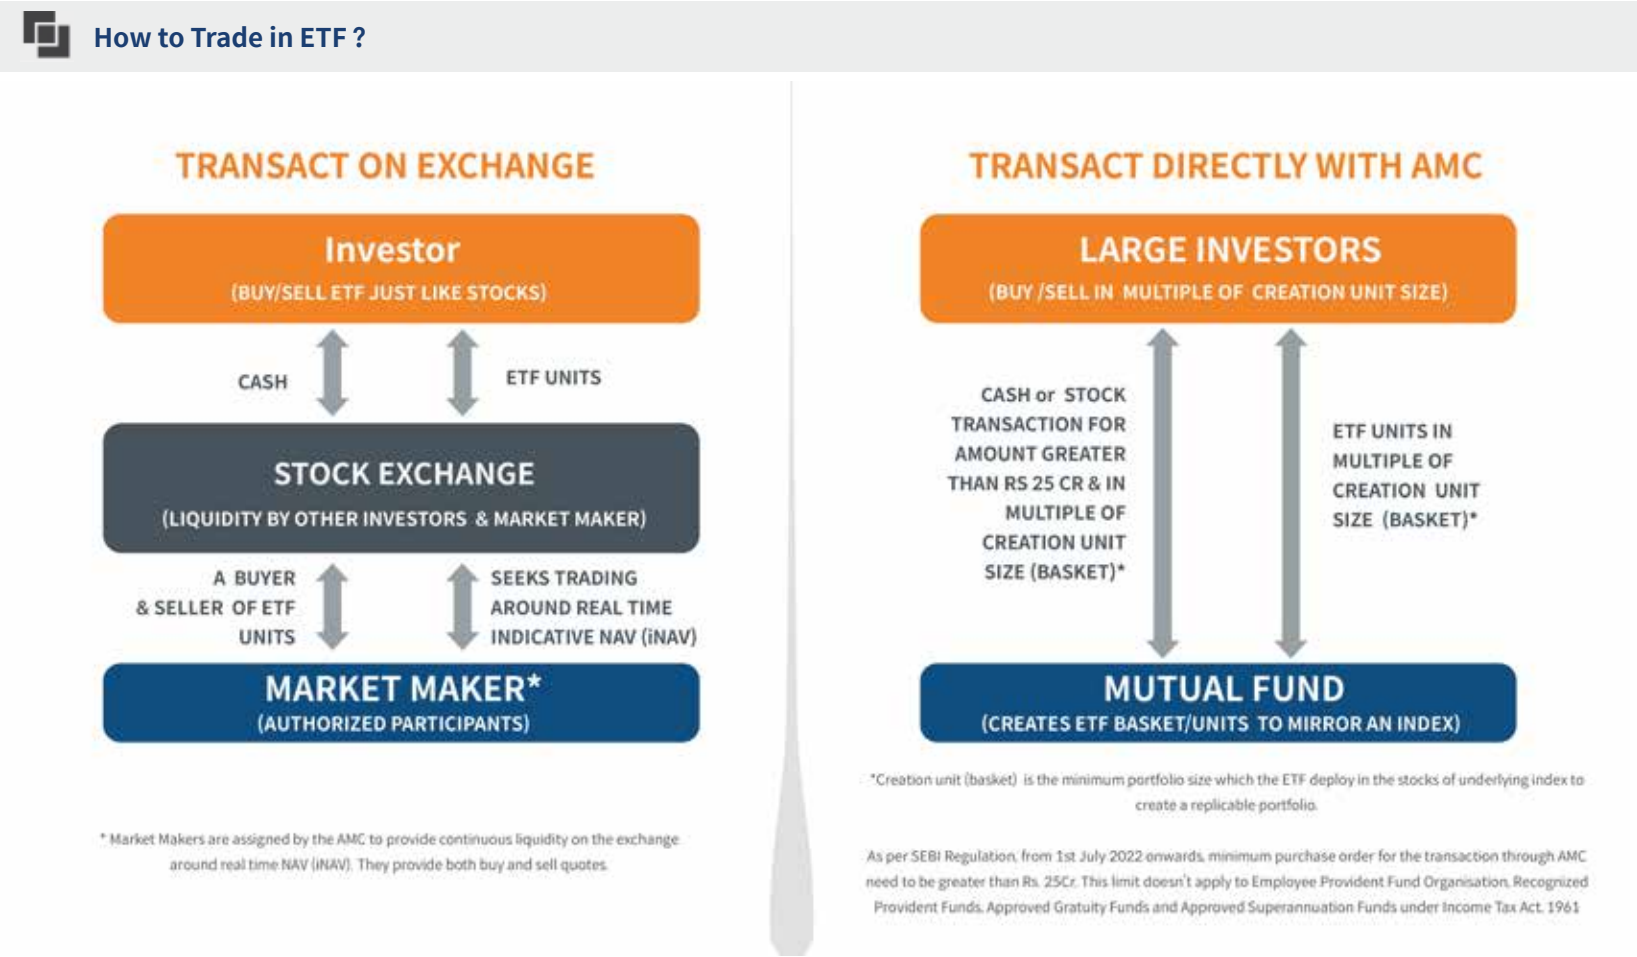 How to Trade in ETF ?
TRANSACT ON EXCHANGE
Investor
(BUY/SELL ETF JUST LIKE STOCKS)
CASH
ETF UNITS
STOCK EXCHANGE
(LIQUIDITY BY OTHER INVESTORS & MARKET MAKER)
A BUYER
& SELLER OF ETF
UNITS
SEEKS TRADING
AROUND REAL TIME
INDICATIVE NAV (iNAV)
MARKET MAKER*
(AUTHORIZED PARTICIPANTS)
* Market Makers are assigned by the AMC to provide continuous liquidity on the exchange
around real time NAV (iNAV). They provide both buy and sell quotes.
TRANSACT DIRECTLY WITH AMC
LARGE INVESTORS
(BUY /SELL IN MULTIPLE OF CREATION UNIT SIZE)
CASH or STOCK
TRANSACTION FOR
AMOUNT GREATER
THAN RS 25 CR & IN
MULTIPLE OF
CREATION UNIT
SIZE (BASKET)*
ETF UNITS IN
MULTIPLE OF
CREATION UNIT
SIZE (BASKET)*
MUTUAL FUND
(CREATES ETF BASKET/UNITS TO MIRROR AN INDEX)
*Creation unit (basket) is the minimum portfolio size which the ETF deploy in the stocks of underlying index to
create a replicable portfolio.
As per SEBI Regulation, from 1st July 2022 onwards, minimum purchase order for the transaction through AMC
need to be greater than Rs. 25Cr. This limit doesn't apply to Employee Provident Fund Organisation, Recognized
Provident Funds, Approved Gratuity Funds and Approved Superannuation Funds under Income Tax Act, 1961